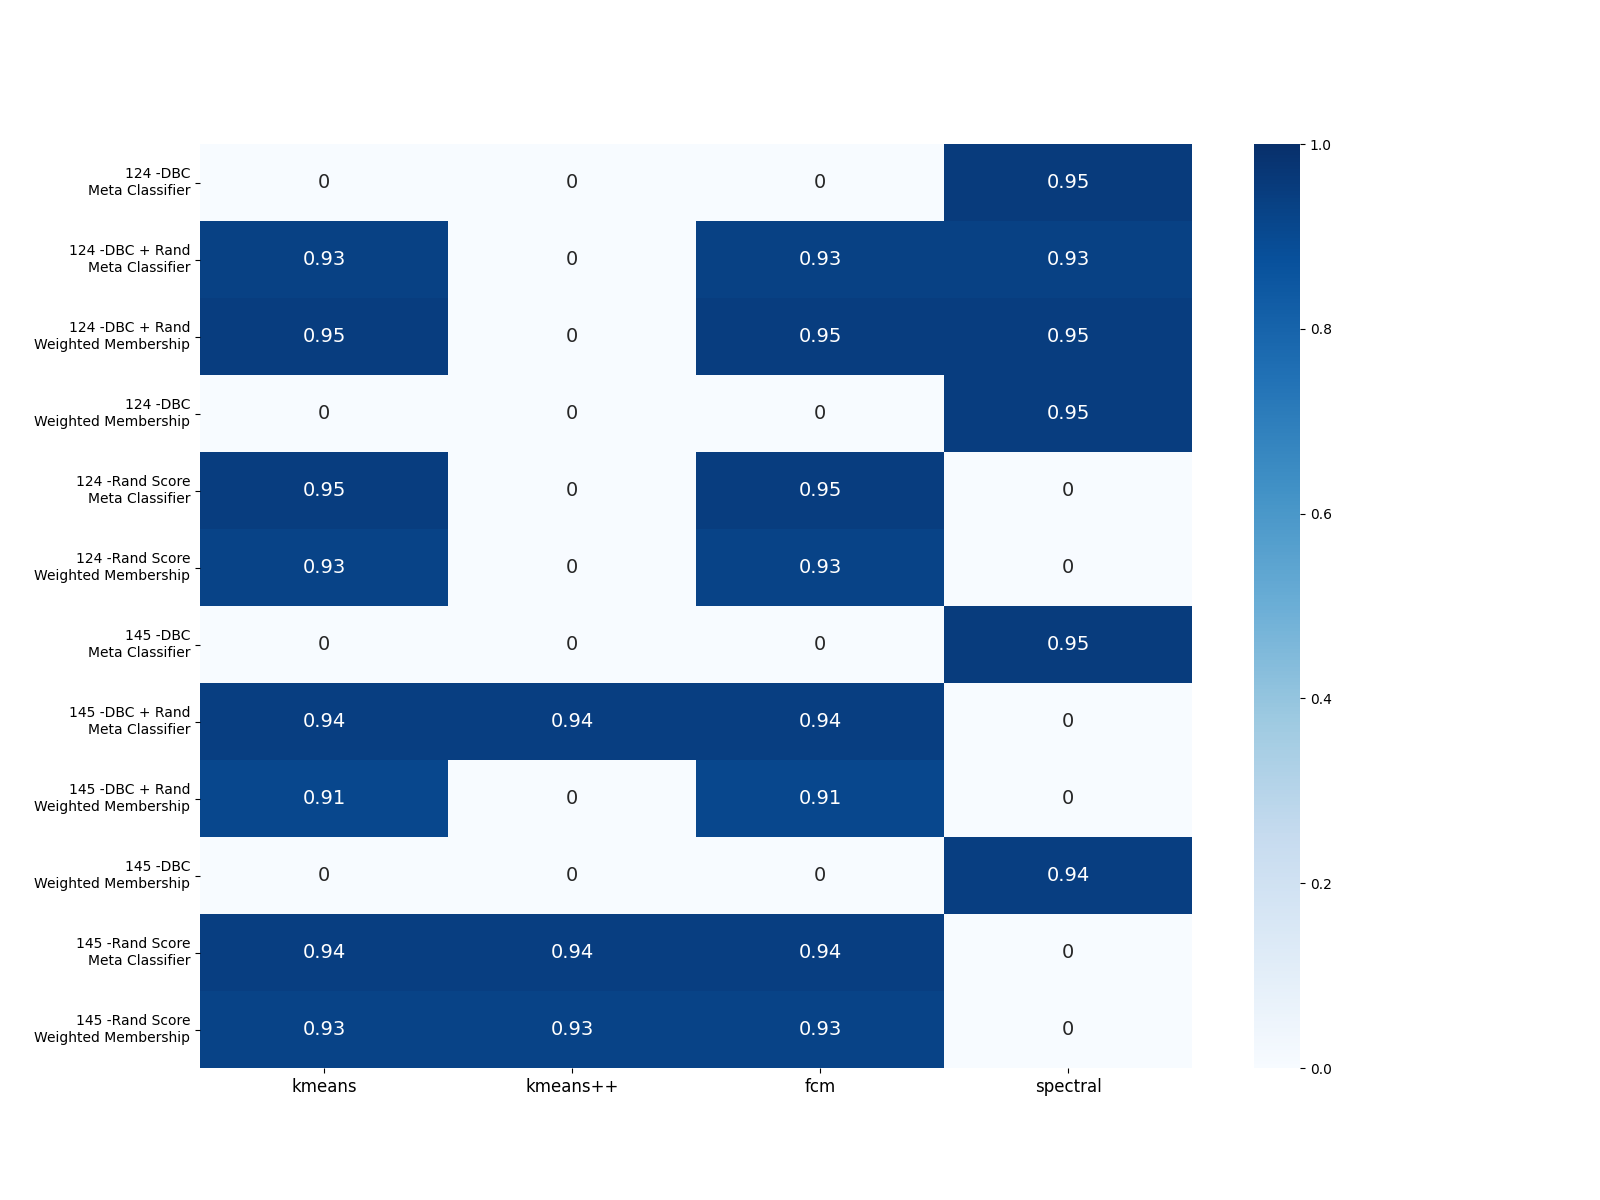 124 -DBC
Meta Classifier
0 0 0 0.95
124 -DBC + Rand
Meta Classifier
0.93 0 0.93 0.93
124 -DBC + Rand
Weighted Membership
0.95 0 0.95 0.95
124 -DBC
Weighted Membership
0 0 0 0.95
124 -Rand Score
Meta Classifier
0.95 0 0.95 0
124 -Rand Score
Weighted Membership
0.93 0 0.93 0
145 -DBC
Meta Classifier
0 0 0 0.95
145 -DBC + Rand
Meta Classifier
0.94 0.94 0.94 0
145 -DBC + Rand
Weighted Membership
0.91 0 0.91 0
145 -DBC
Weighted Membership
0 0 0 0.94
145 -Rand Score
Meta Classifier
0.94 0.94 0.94 0
145 -Rand Score
Weighted Membership
0.93 0.93 0.93 0
kmeans kmeans++ fcm spectral
1.0
0.8
0.6
0.4
0.2
0.0